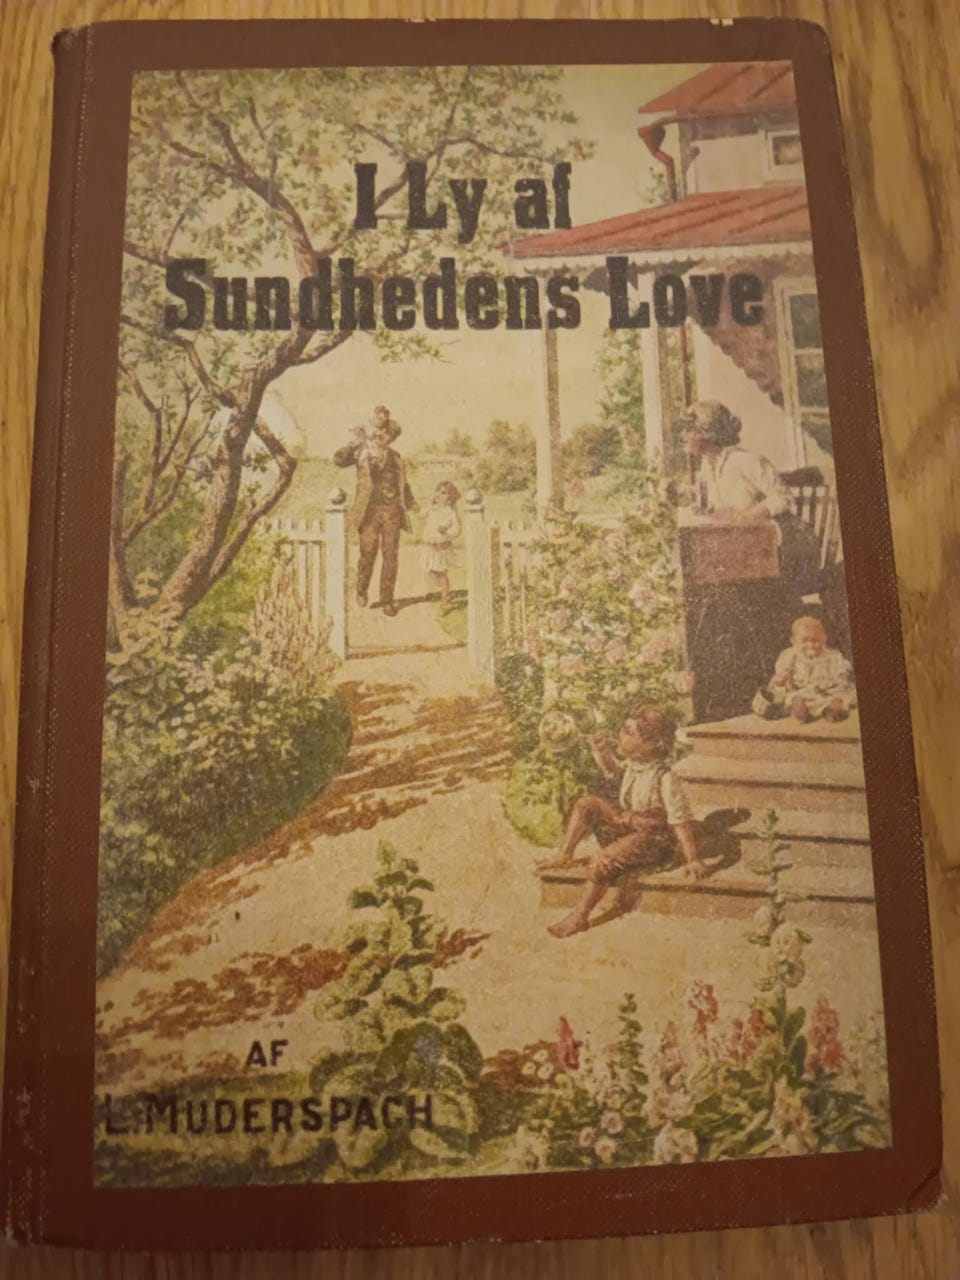 I Ly af
Sundhedens Love
AF
L. MUDERSPACH